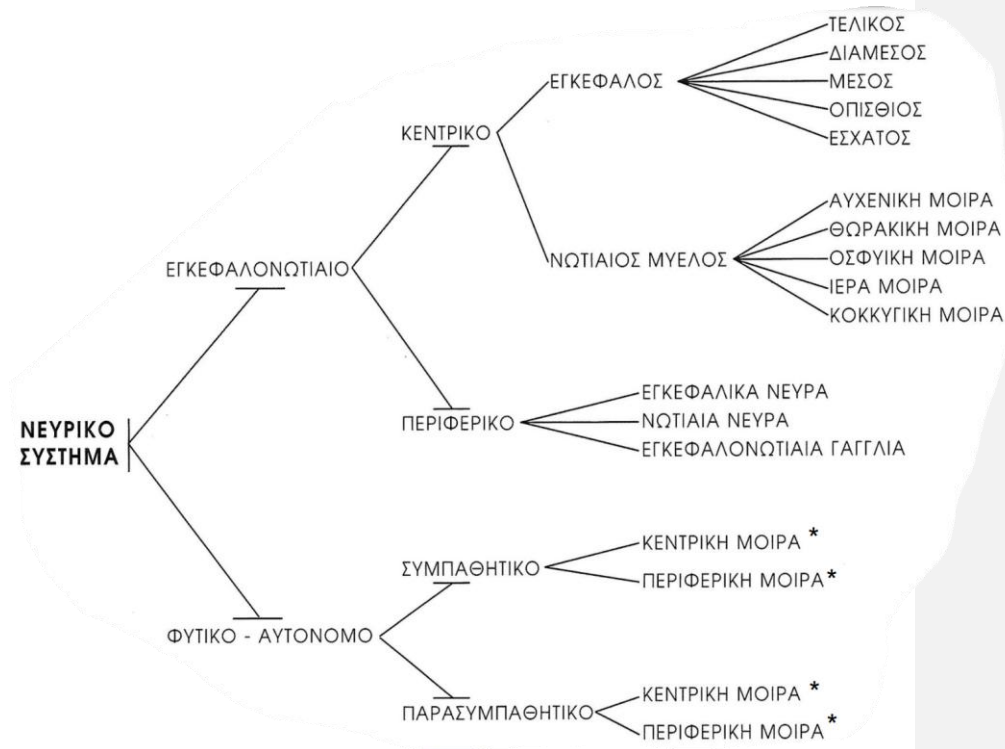 ΤΕΛΙΚΟΣ
ΔΙΑΜΕΣΟΣ
ΕΓΚΕΦΑΛΟΣ
ΜΕΣΟΣ
ΟΠΙΣΘΙΟΣ
ΚΕΝΤΡΙΚΟ
ΕΣΧΑΤΟΣ
ΑΥΧΕΝΙΚΗ ΜΟΙΡΑ
ΘΩΡΑΚΙΚΗ ΜΟΙΡΑ
ΕΓΚΕΦΑΛΟΝΩΤΙΑΙΟ
ΝΩΤΙΑΙΟΣ ΜΥΕΛΟΣ
ΟΣΦΥΙΚΗ ΜΟΙΡΑ
ΙΕΡΑ ΜΟΙΡΑ
ΚΟΚΚΥΓΙΚΗ ΜΟΙΡΑ
ΕΓΚΕΦΑΛΙΚΑ ΝΕΥΡΑ
ΠΕΡΙΦΕΡΙΚΟ
ΝΩΤΙΑΙΑ ΝΕΥΡΑ
ΕΓΚΕΦΑΛΟΝΩΤΙΑΙΑ ΓΑΓΓΛΙΑ
ΝΕΥΡΙΚΟ
ΣΥΣΤΗΜΑ
ΚΕΝΤΡΙΚΗ ΜΟΙΡΑ *
ΣΥΜΠΑΘΗΤΙΚΟ
ΠΕΡΙΦΕΡΙΚΗ ΜΟΙΡΑ*
ΦΥΤΙΚΟ - ΑΥΤΟΝΟΜΟ
ΚΕΝΤΡΙΚΗ ΜΟΙΡΑ *
ΠΑΡΑΣΥΜΠΑΘΗΤΙΚΟ
ΠΕΡΙΦΕΡΙΚΗ ΜΟΙΡΑ*